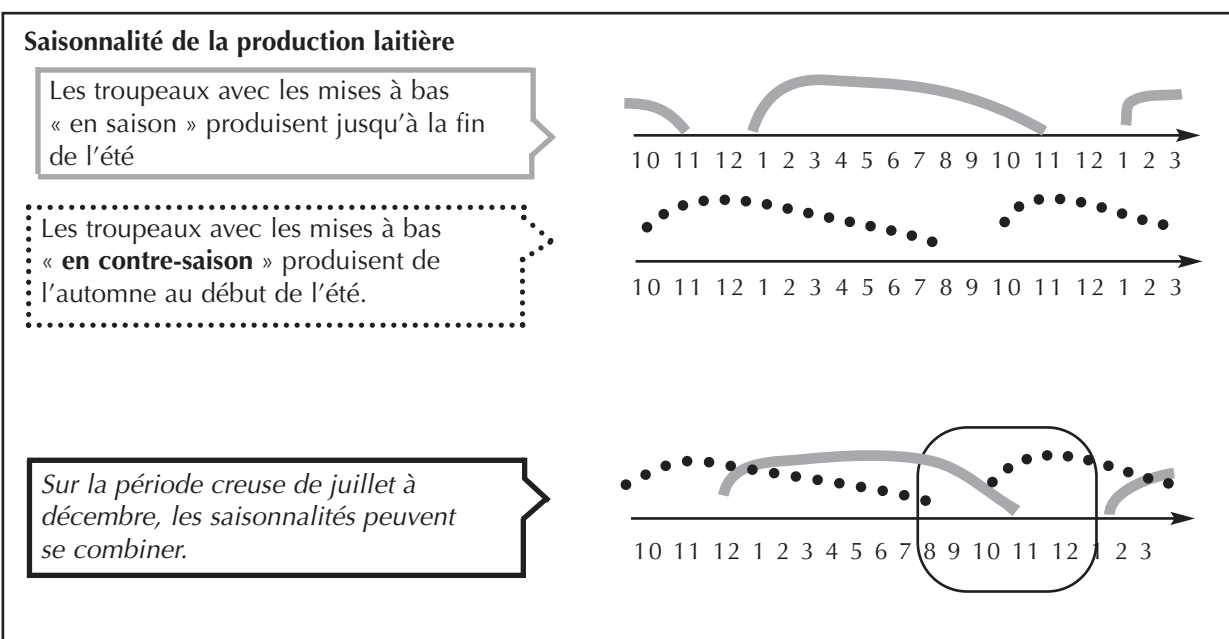 Saisonnalité de la production laitière
Les troupeaux avec les mises à bas
« en saison » produisent jusqu'à la fin
de l'été
10 11 12 1 2 3 4 5 6 7 8 9 10 11 12 1 2 3
Les troupeaux avec les mises à bas
« en contre-saison » produisent de
l'automne au début de l'été.
10 11 12 1 2 3 4 5 6 7 8 9 10 11 12 1 2 3
Sur la période creuse de juillet à
décembre, les saisonnalités peuvent
se combiner.
10 11 12 1 2 3 4 5 6 7 8 9 10 11 12 1 2 3